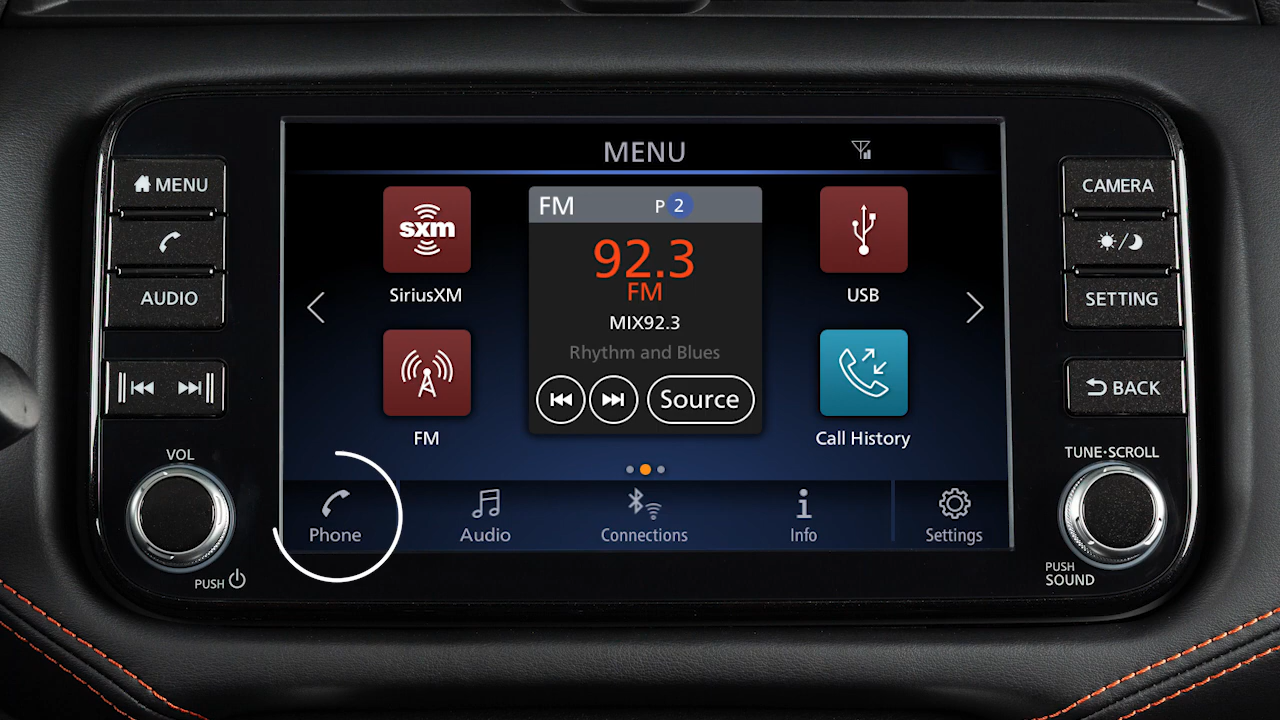 MENU
MENU
AUDIO
VOL
PUSH
sxm
SiriusXM
FM
FM P 2
92.3
FM
MIX92.3
Rhythm and Blues
Source
USB
Call History
Phone
Audio
Connections
Info
Settings
CAMERA
SETTING
BACK
TUNE•SCROLL
PUSH
SOUND